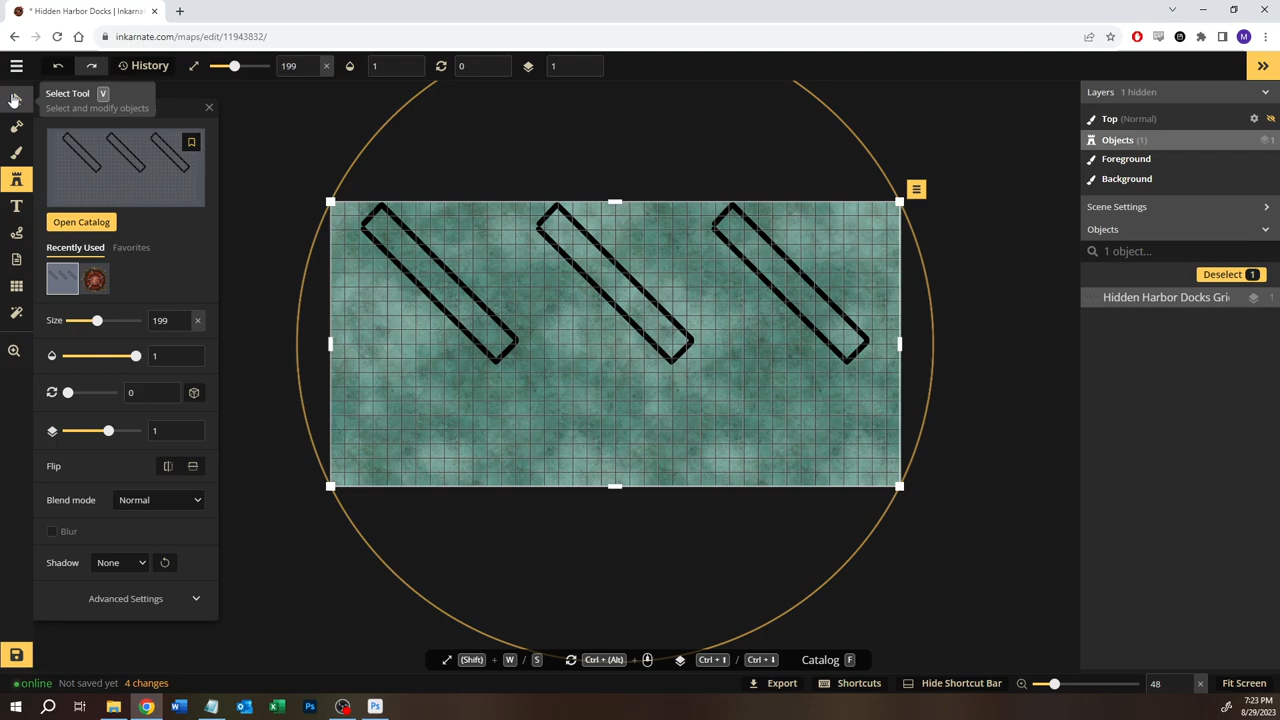 * Hidden Harbor Docks | Inkarna
inkarnate.com/maps/edit/11943832/
M
History
199
1
0
1
Select Tool V
Select and modify objects
Open Catalog
Recently Used
Favorites
Size
199
1
0
1
Flip
Blend mode
Normal
Blur
Shadow
None
Advanced Settings
Layers 1 hidden
Top (Normal)
Objects (1)
1
Foreground
Background
Scene Settings
Objects
1 object...
Deselect 1
Hidden Harbor Docks Gri
1
(Shift) + W / S
Ctrl + (Alt) +
Ctrl + ⬆ / Ctrl + ⬇
Catalog F
online
Not saved yet
4 changes
Export
Shortcuts
Hide Shortcut Bar
48
Fit Screen
7:23 PM
8/29/2023